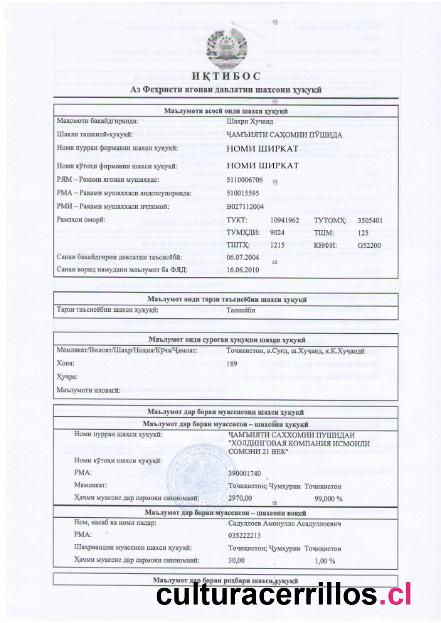 ИҚТИБОС
Аз Феҳристи ягонаи давлатии шахсони ҳуқуқӣ
Маълумоти асосӣ оиди шахси ҳуқуқӣ
Мақомоти бақайдгиранда: Шаҳри Хуҷанд
Шакли ташкилӣ-ҳуқуқӣ: ҶАМЪИЯТИ САҲОМИИ ПЎШИДА
Номи пурраи фирмавии шахси ҳуқуқӣ: НОМИ ШИРКАТ
Номи кӯтоҳи фирмавии шахси ҳуқуқӣ: НОМИ ШИРКАТ
РЯМ – Рақами ягонаи мушаххас: 5110006706
РМА – Рақами мушаххаси андозсупоранда: 510015595
РМИ – Рақами мушаххаси иҷтимоӣ: B027112004
Рамзҳои оморӣ: ТУКТ: 10941962 ТУТОМҲ: 3505401
ТУМҲДИ: 9024 ТШМ: 125
ТШТҲ: 1215 КНФИ: G52200
Санаи бақайдгирии давлатии таъсисёбӣ: 06.07.2004
Санаи ворид намудани маълумот ба ФЯД: 16.06.2010
Маълумот оиди тарзи таъсисёбии шахси ҳуқуқӣ
Тарзи таъсисёбии шахси ҳуқуқӣ: Таъсисёбӣ
Маълумот оиди суроғаи ҳуқуқии шахси ҳуқуқӣ
Мамлакат/Вилоят/Шаҳр/Ноҳия/Кӯча/Ҷамоат: Тоҷикистон, в.Суғд, ш.Хуҷанд, к.К.Хуҷандӣ
Хона: 189
Ҳуҷра:
Маълумоти иловагӣ:
Маълумот дар бораи муассисони шахси ҳуқуқӣ
Маълумот дар бораи муассисон – шахсони ҳуқуқӣ
Номи пурраи шахси ҳуқуқӣ: ҶАМЪИЯТИ САХХОМИИ ПУШИДАИ
"ХОЛДИНГОВАЯ КОМПАНИЯ ИСМОИЛИ
СОМОНИ 21 ВЕК"
Номи кӯтоҳи шахси ҳуқуқӣ:
РМА: 390001740
Мамлакат: Тоҷикистон; Ҷумҳурии Тоҷикистон
Ҳаҷми муассис дар сармояи оинномавӣ: 2970,00 99,000 %
Маълумот дар бораи муассисон – шахсони воқеӣ
Ном, насаб ва номи падар: Садуллоев Амонулло Асадуллоевич
РМА: 035222213
Шаҳрвандии муассиси шахси ҳуқуқӣ: Тоҷикистон; Ҷумҳурии Тоҷикистон
Ҳаҷми муассис дар сармояи оинномавӣ: 30,00 1,00 %
Маълумот дар бораи роҳбари шахси ҳуқуқӣ
culturacerrillos.cl